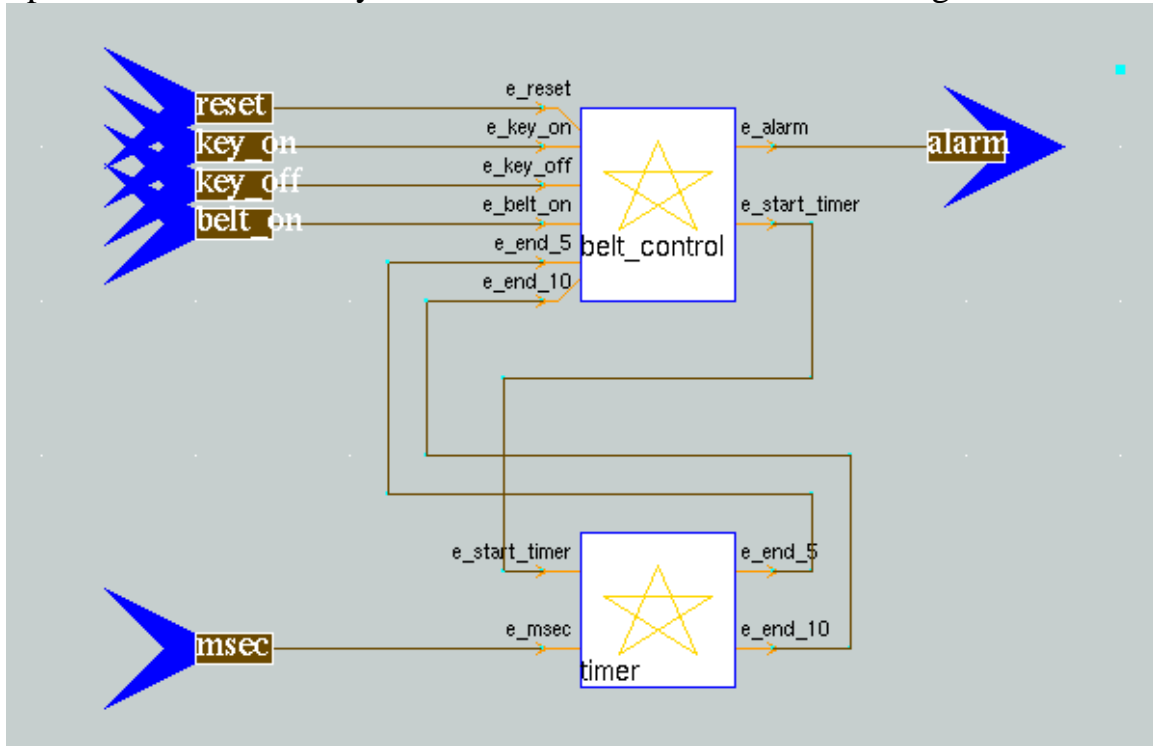 e_reset
reset
e_key_on
key_on
e_key_off
key_off
e_belt_on
belt_on
e_end_5
e_end_10
belt_control
e_alarm
alarm
e_start_timer
e_start_timer
e_end_5
e_msec
msec
e_end_10
timer